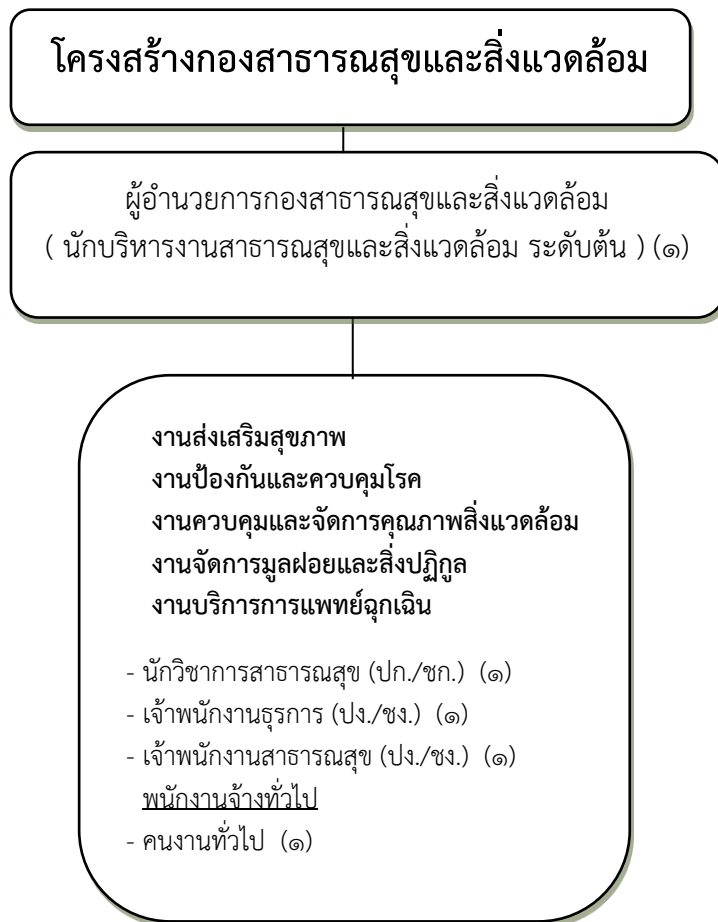 โครงสร้างกองสาธารณสุขและสิ่งแวดล้อม
ผู้อำนวยการกองสาธารณสุขและสิ่งแวดล้อม
( นักบริหารงานสาธารณสุขและสิ่งแวดล้อม ระดับต้น ) (๑)
งานส่งเสริมสุขภาพ
งานป้องกันและควบคุมโรค
งานควบคุมและจัดการคุณภาพสิ่งแวดล้อม
งานจัดการมูลฝอยและสิ่งปฏิกูล
งานบริการการแพทย์ฉุกเฉิน
- นักวิชาการสาธารณสุข (ปก./ชก.) (๑)
- เจ้าพนักงานธุรการ (ปง./ชง.) (๑)
- เจ้าพนักงานสาธารณสุข (ปง./ชง.) (๑)
พนักงานจ้างทั่วไป
- คนงานทั่วไป (๑)